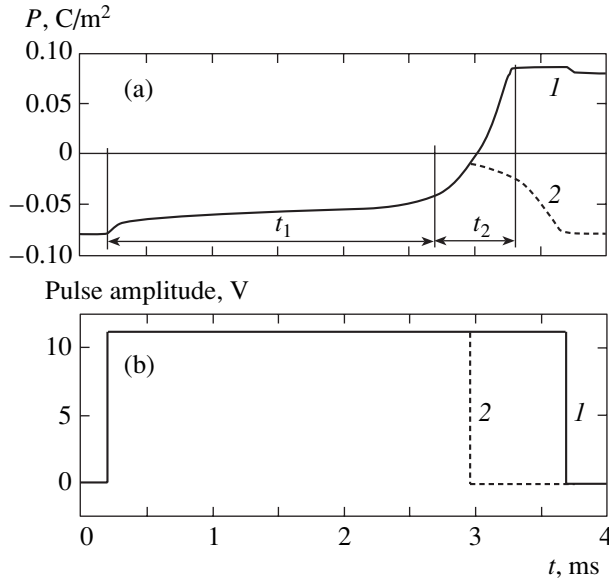 P, C/m²
0.10
(a)
1
0.05
0
2
−0.05
t₁
t₂
−0.10
Pulse amplitude, V
10
(b)
2
1
5
0
0
1
2
3
4
t, ms